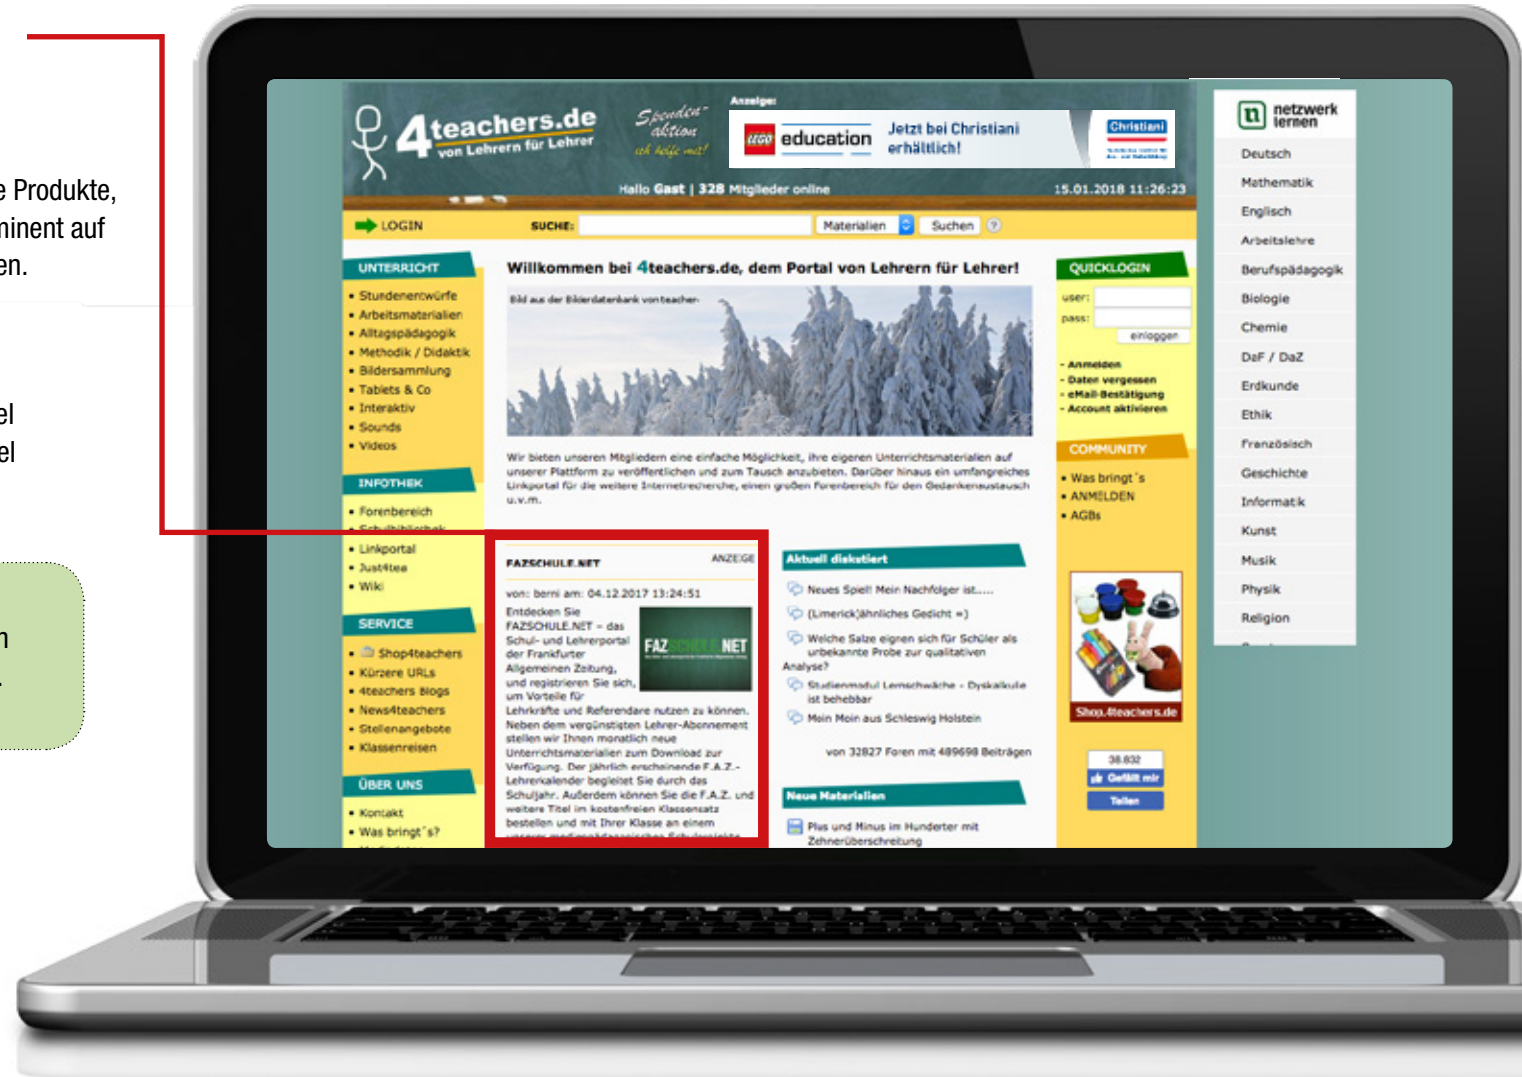 e Produkte,
ninent auf
en.
el
el
n
.
4teachers.de
von Lehrern für Lehrer
Spenden-
aktion
ich helfe mit!
Anzeige:
LEGO education
Jetzt bei Christiani
erhältlich!
Christiani
Hallo Gast | 328 Mitglieder online
15.01.2018 11:26:23
LOGIN
SUCHE:
Materialien
Suchen
?
UNTERRICHT
• Stundenentwürfe
• Arbeitsmaterialien
• Alltagspädagogik
• Methodik / Didaktik
• Bildersammlung
• Tablets & Co
• Interaktiv
• Sounds
• Videos
INFOTHEK
• Forenbereich
• Schulbibliothek
• Linkportal
• Just4tea
• Wiki
SERVICE
• Shop4teachers
• Kürzere URLs
• 4teachers Blogs
• News4teachers
• Stellenangebote
• Klassenreisen
ÜBER UNS
• Kontakt
• Was bringt´s?
Willkommen bei 4teachers.de, dem Portal von Lehrern für Lehrer!
Bild aus der Bilderdatenbank von teacher-
Wir bieten unseren Mitgliedern eine einfache Möglichkeit, ihre eigenen Unterrichtsmaterialien auf
unserer Plattform zu veröffentlichen und zum Tausch anzubieten. Darüber hinaus ein umfangreiches
Linkportal für die weitere Internetrecherche, einen großen Forenbereich für den Gedankenaustausch
u.v.m.
FAZSCHULE.NET
ANZEIGE
von: berni am: 04.12.2017 13:24:51
Entdecken Sie
FAZSCHULE.NET – das
Schul- und Lehrerportal
der Frankfurter
Allgemeinen Zeitung,
und registrieren Sie sich,
um Vorteile für
Lehrkräfte und Referendare nutzen zu können.
Neben dem vergünstigten Lehrer-Abonnement
stellen wir Ihnen monatlich neue
Unterrichtsmaterialien zum Download zur
Verfügung. Der jährlich erscheinende F.A.Z.-
Lehrerkalender begleitet Sie durch das
Schuljahr. Außerdem können Sie die F.A.Z. und
weitere Titel im kostenfreien Klassensatz
bestellen und mit Ihrer Klasse an einem
unserer medienpädagogischen Schulprojekte
FAZSCHULE.NET
Aktuell diskutiert
Neues Spiel! Mein Nachfolger ist.....
(Limerick)ähnliches Gedicht =)
Welche Salze eignen sich für Schüler als
unbekannte Probe zur qualitativen
Analyse?
Studienmodul Lernschwäche - Dyskalkulie
ist behebbar
Moin Moin aus Schleswig Holstein
von 32827 Foren mit 489698 Beiträgen
Neue Materialien
Plus und Minus im Hunderter mit
Zehnerüberschreitung
QUICKLOGIN
user:
pass:
einloggen
- Anmelden
- Daten vergessen
- eMail-Bestätigung
- Account aktivieren
COMMUNITY
• Was bringt´s
• ANMELDEN
• AGBs
Shop.4teachers.de
38.832
Gefällt mir
Teilen
n netzwerk
lernen
Deutsch
Mathematik
Englisch
Arbeitslehre
Berufspädagogik
Biologie
Chemie
DaF / DaZ
Erdkunde
Ethik
Französisch
Geschichte
Informatik
Kunst
Musik
Physik
Religion